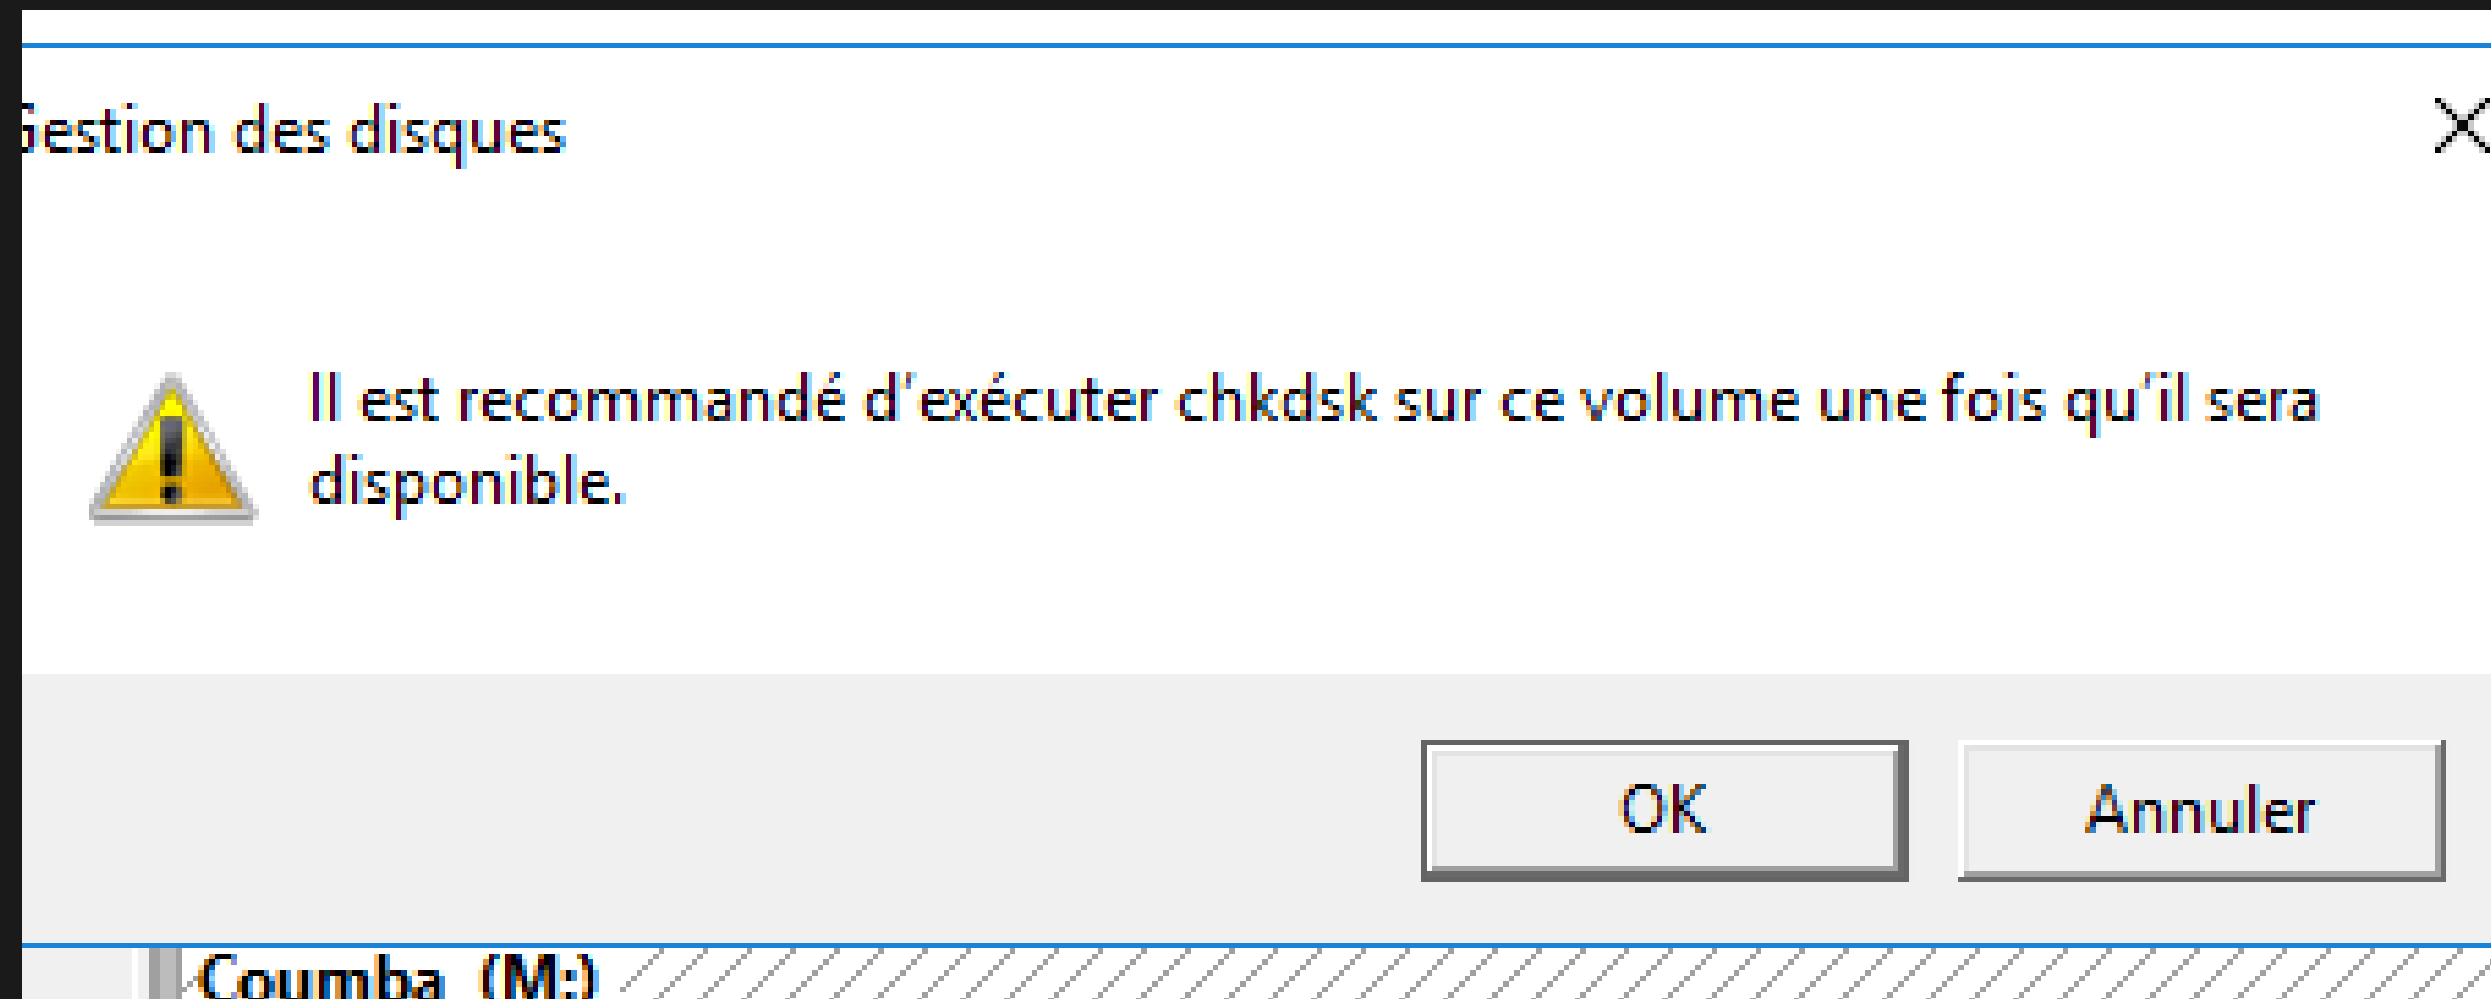 Gestion des disques
Il est recommandé d'exécuter chkdsk sur ce volume une fois qu'il sera
disponible.
OK Annuler
Coumba (M:)